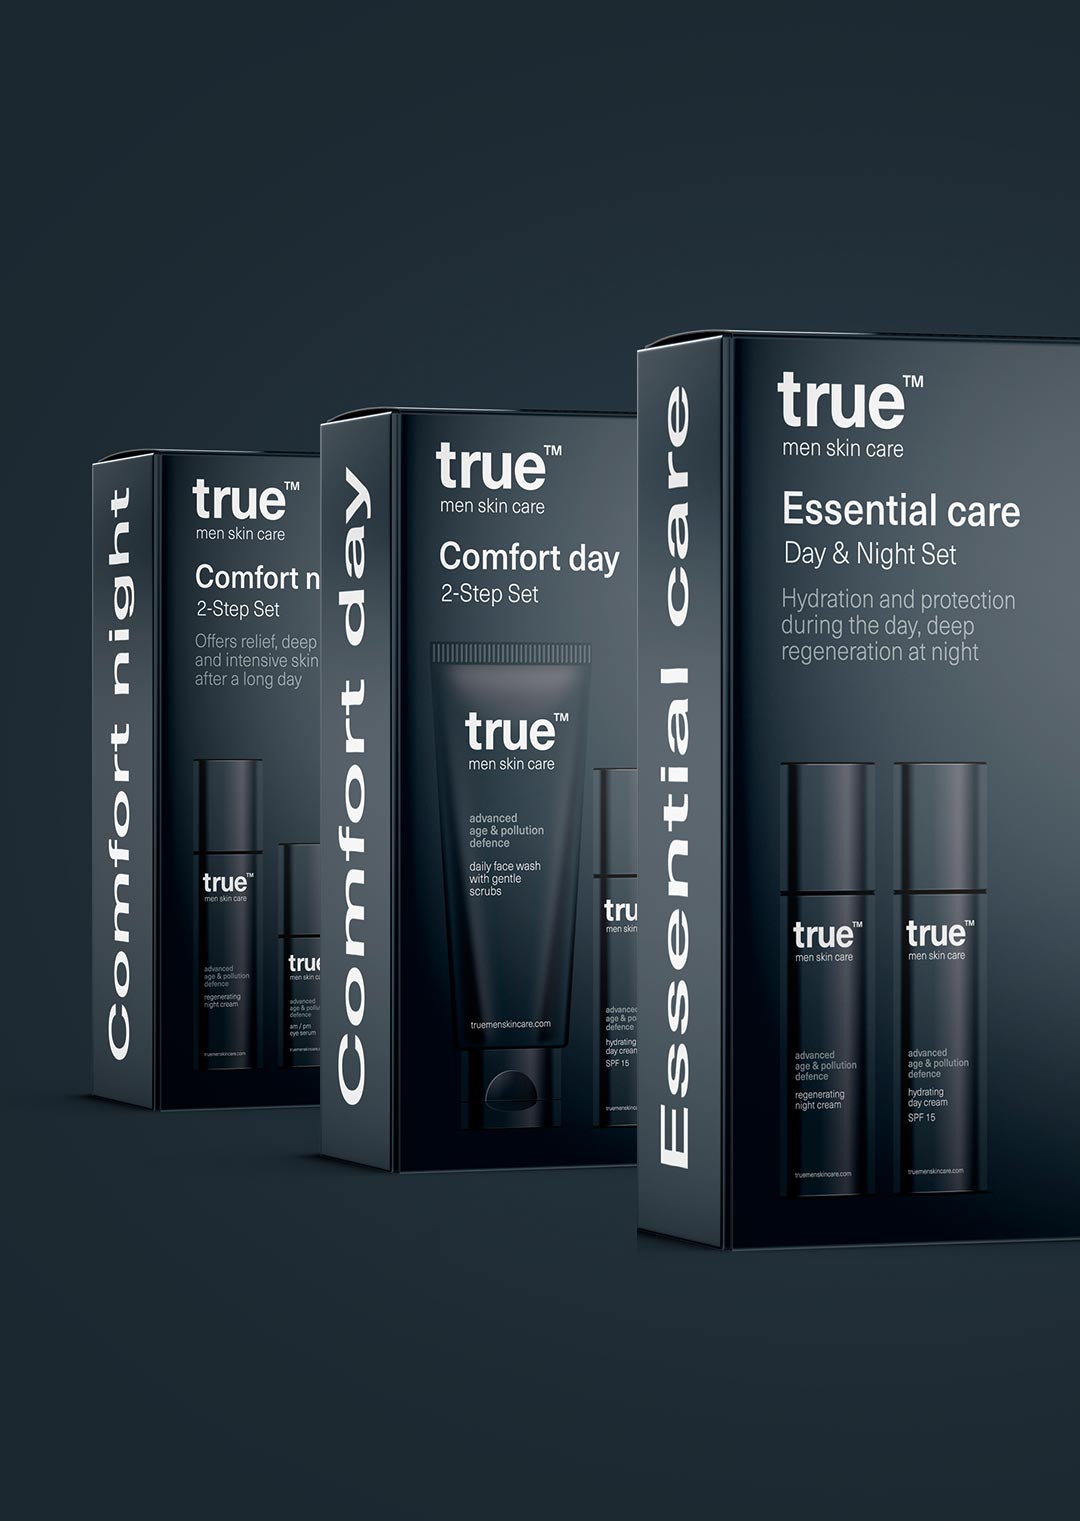 Comfort night
true™
men skin care
Comfort n
2-Step Set
Offers relief, deep
and intensive skin
after a long day
true™
men skin care
advanced
age & pollution
defence
regenerating
night cream
truemenskincare.com
true
men skin ca
advanced
age & pollu
defence
am / pm
eye serum
truemenskincare
Comfort day
true™
men skin care
Comfort day
2-Step Set
true™
men skin care
advanced
age & pollution
defence
daily face wash
with gentle
scrubs
truemenskincare.com
tru
men skin
advanced
age & po
defence
hydrating
day cream
SPF 15
truemenskinc
Essential care
true™
men skin care
Essential care
Day & Night Set
Hydration and protection
during the day, deep
regeneration at night
true™
men skin care
advanced
age & pollution
defence
regenerating
night cream
truemenskincare.com
true™
men skin care
advanced
age & pollution
defence
hydrating
day cream
SPF 15
truemenskincare.com